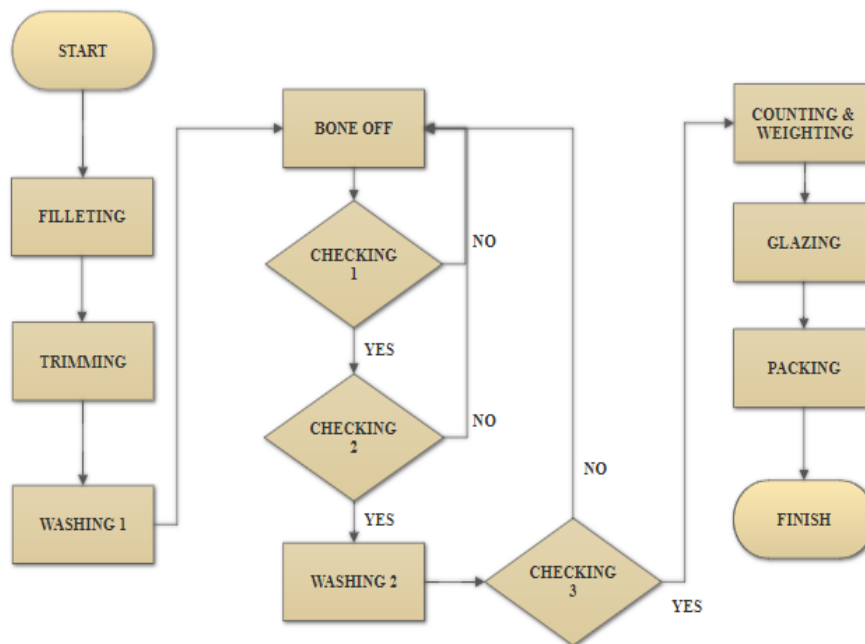 START
FILLETING
TRIMMING
WASHING 1
BONE OFF
CHECKING
1
NO
YES
CHECKING
2
NO
YES
WASHING 2
CHECKING
3
NO
YES
COUNTING &
WEIGHTING
GLAZING
PACKING
FINISH